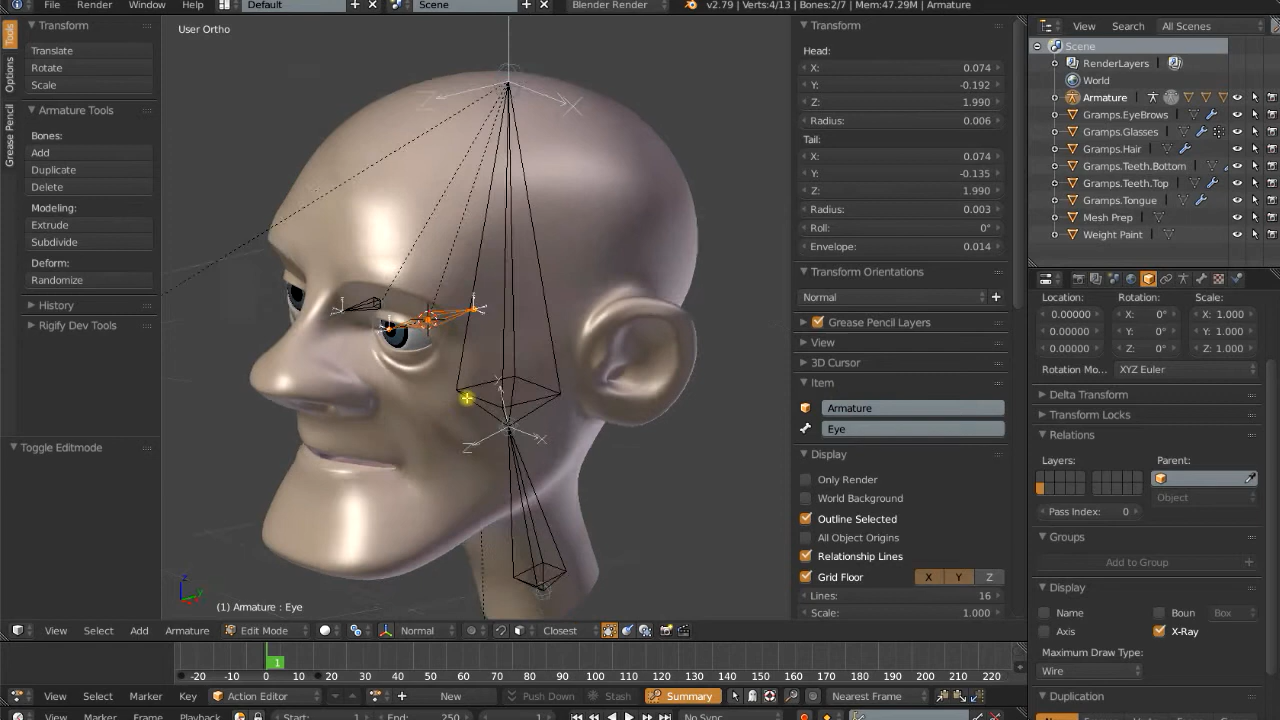 File Render Window Help Default Scene Blender Render v2.79 | Verts:4/13 | Bones:2/7 | Mem:47.29M | Armature
Tools
Options
Grease Pencil
Transform
Translate
Rotate
Scale
Armature Tools
Bones:
Add
Duplicate
Delete
Modeling:
Extrude
Subdivide
Deform:
Randomize
History
Rigify Dev Tools
Toggle Editmode
User Ortho
Z X
X
Z X
z y
(1) Armature : Eye
Transform
Head:
X: 0.074
Y: -0.192
Z: 1.990
Radius: 0.006
Tail:
X: 0.074
Y: -0.135
Z: 1.990
Radius: 0.003
Roll: 0°
Envelope: 0.014
Transform Orientations
Normal
Grease Pencil Layers
View
3D Cursor
Item
Armature
Eye
Display
Only Render
World Background
Outline Selected
All Object Origins
Relationship Lines
Grid Floor X Y Z
Lines: 16
Scale: 1.000
View Search All Scenes
Scene
RenderLayers
World
Armature
Gramps.EyeBrows
Gramps.Glasses
Gramps.Hair
Gramps.Teeth.Bottom
Gramps.Teeth.Top
Gramps.Tongue
Mesh Prep
Weight Paint
Location: Rotation: Scale:
0.00000 X: 0° X: 1.000
0.00000 Y: 0° Y: 1.000
0.00000 Z: 0° Z: 1.000
Rotation Mo... XYZ Euler
Delta Transform
Transform Locks
Relations
Layers: Parent:
Object
Pass Index: 0
Groups
Add to Group
Display
Name Boun Box
Axis X-Ray
Maximum Draw Type:
Wire
Duplication
View Select Add Armature Edit Mode Normal Closest
-20 -10 0 10 20 30 40 50 60 70 80 90 100 110 120 130 140 150 160 170 180 190 200 210 220
1
View Select Marker Key Action Editor New Push Down Stash Summary Nearest Frame
View Marker Frame Playback Start: 1 End: 250 1 No Sync